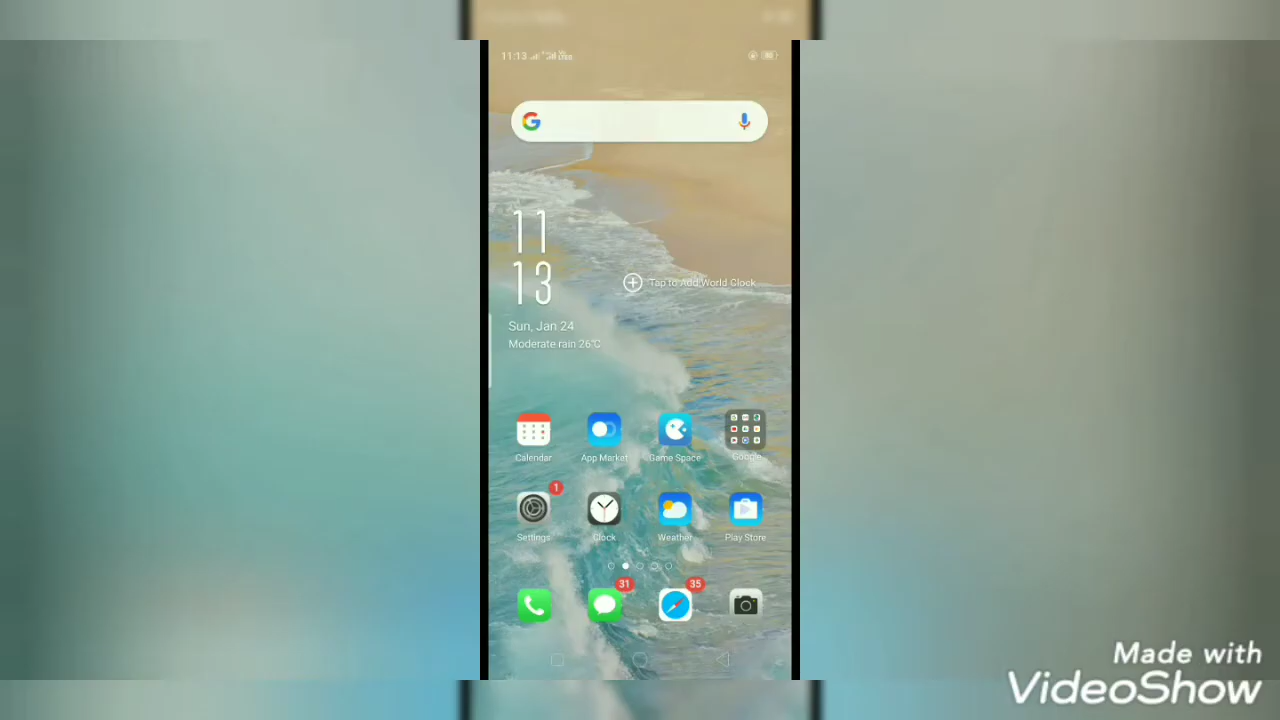 11:13
11
13
Tap to Add World Clock
Sun, Jan 24
Moderate rain 26°C
Calendar
App Market
Game Space
Google
1
Settings
Clock
Weather
Play Store
31
35
Made with
VideoShow